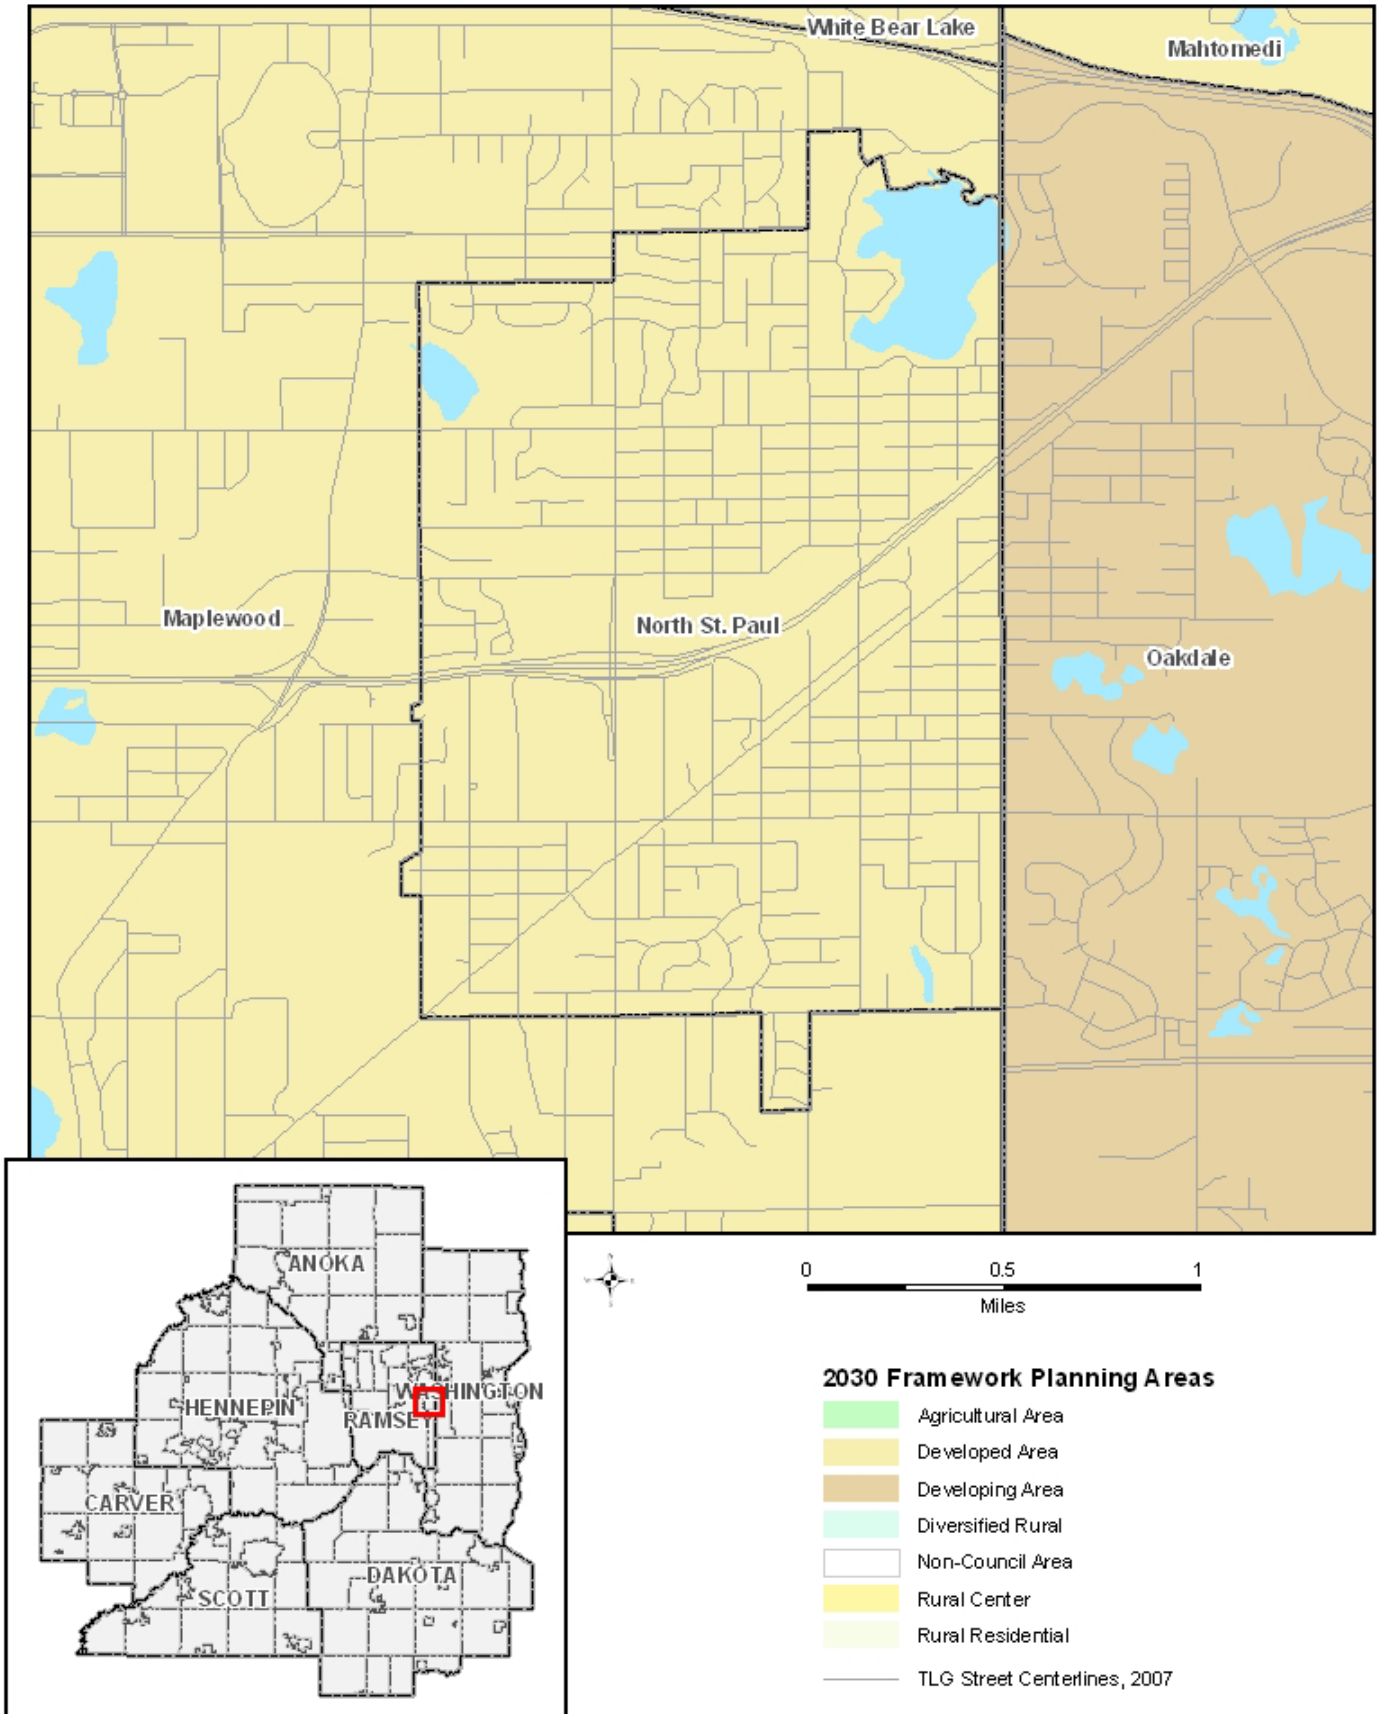 White Bear Lake
Mahtomedi
Maplewood
North St. Paul
Oakdale
ANOKA
WASHINGTON
HENNEPIN
RAMSEY
CARVER
DAKOTA
SCOTT
0 0.5 1
Miles
2030 Framework Planning Areas
Agricultural Area
Developed Area
Developing Area
Diversified Rural
Non-Council Area
Rural Center
Rural Residential
TLG Street Centerlines, 2007